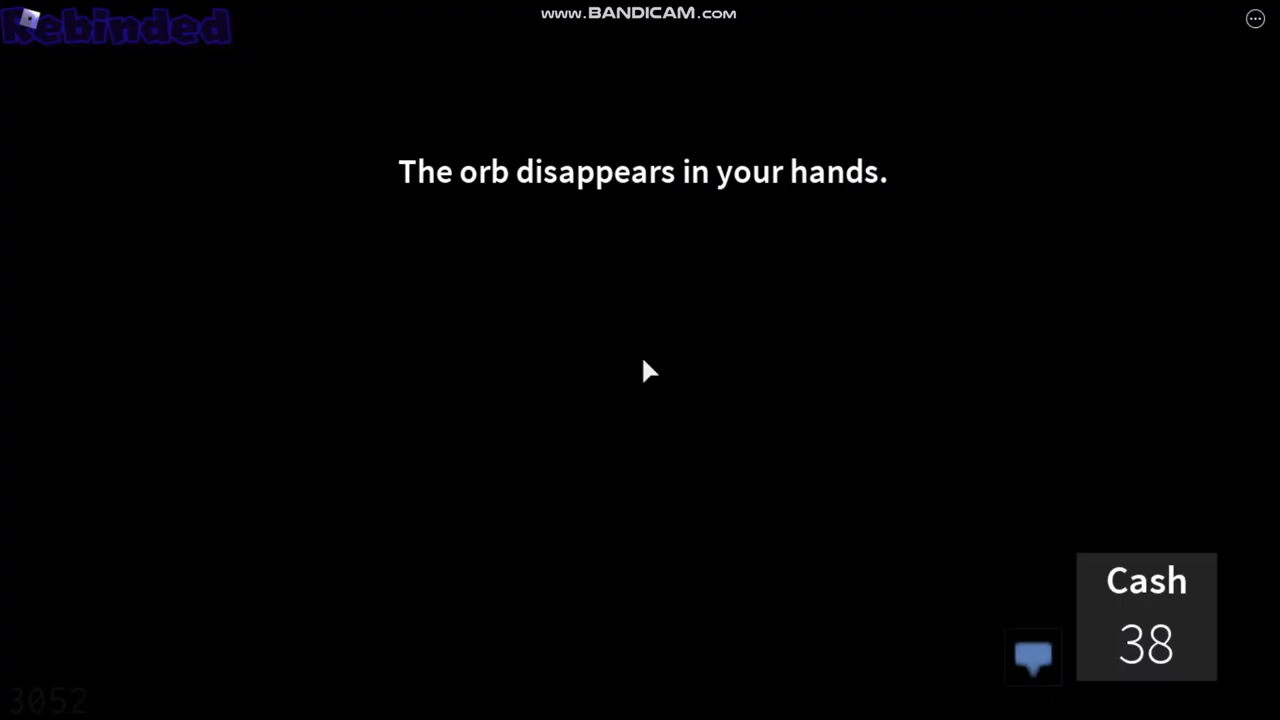 Rebinded
www.BANDICAM.com
The orb disappears in your hands.
Cash
38
3052